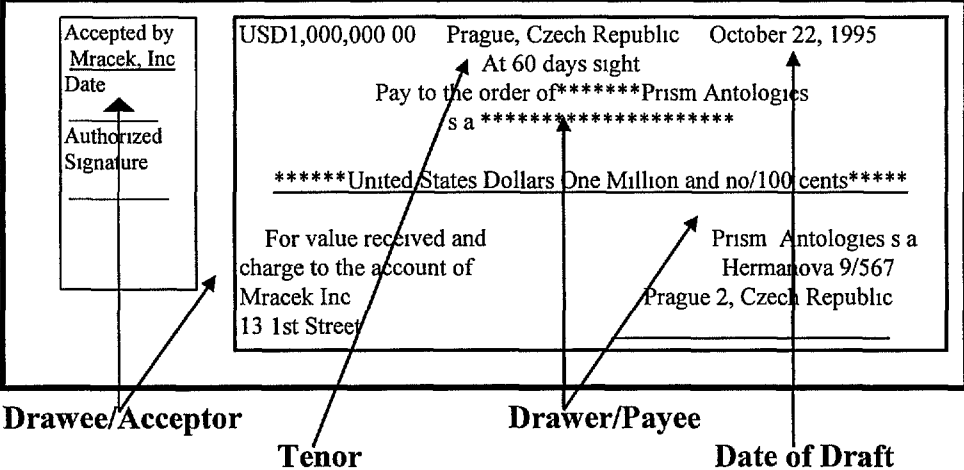 Accepted by
Mracek, Inc
Date
Authorized
Signature
USD1,000,000 00 Prague, Czech Republic October 22, 1995
At 60 days sight
Pay to the order of*******Prism Antologies
s a *********************
******United States Dollars One Million and no/100 cents*****
For value received and
charge to the account of
Mracek Inc
13 1st Street
Prism Antologies s a
Hermanova 9/567
Prague 2, Czech Republic
Drawee/Acceptor
Drawer/Payee
Tenor
Date of Draft